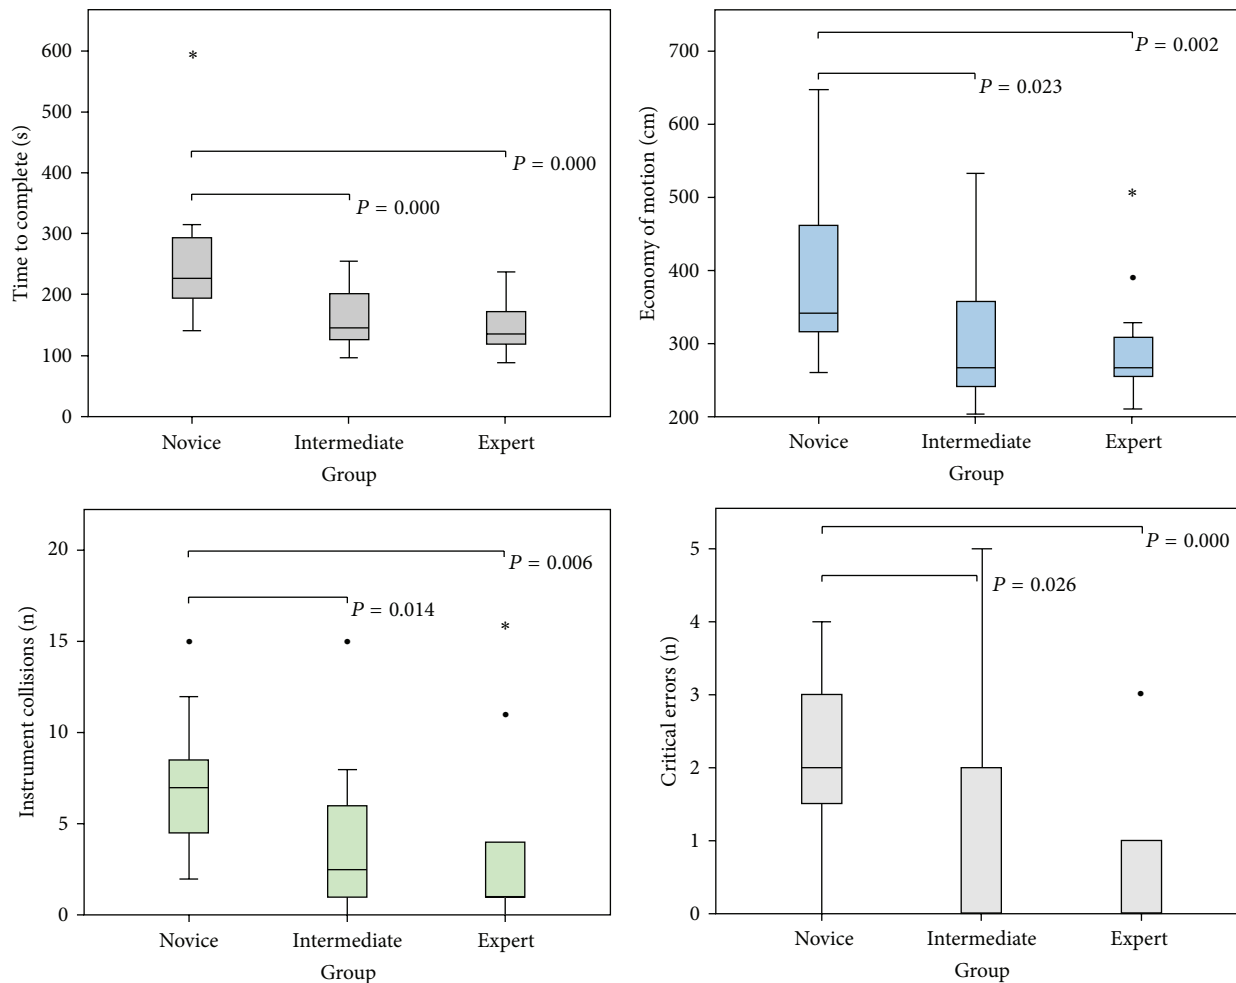 600
500
400
300
200
100
0
Time to complete (s)
*
P = 0.000
P = 0.000
Novice Intermediate Expert
Group
700
600
500
400
300
200
Economy of motion (cm)
P = 0.002
P = 0.023
*
Novice Intermediate Expert
Group
20
15
10
5
0
Instrument collisions (n)
P = 0.006
P = 0.014
*
Novice Intermediate Expert
Group
5
4
3
2
1
0
Critical errors (n)
P = 0.000
P = 0.026
Novice Intermediate Expert
Group